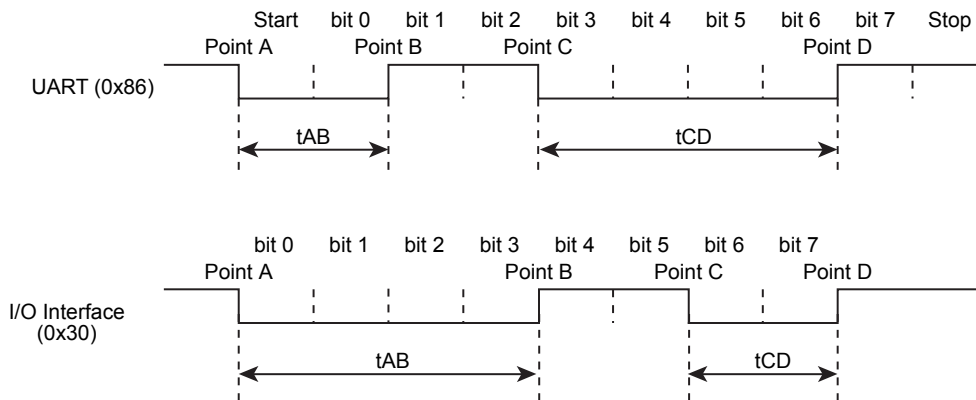 Start bit 0 bit 1 bit 2 bit 3 bit 4 bit 5 bit 6 bit 7 Stop
Point A Point B Point C Point D
UART (0x86)
tAB tCD
bit 0 bit 1 bit 2 bit 3 bit 4 bit 5 bit 6 bit 7
Point A Point B Point C Point D
I/O Interface
(0x30)
tAB tCD